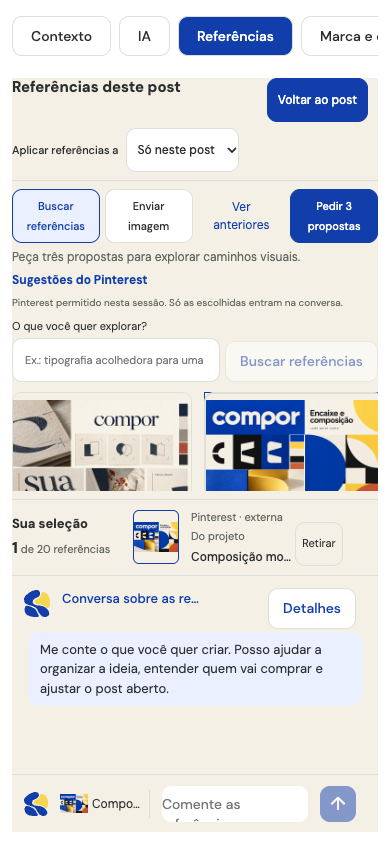 Contexto
IA
Referências
Marca e
Referências deste post
Voltar ao post
Aplicar referências a
Só neste post
Buscar
referências
Enviar
imagem
Ver
anteriores
Pedir 3
propostas
Peça três propostas para explorar caminhos visuais.
Sugestões do Pinterest
Pinterest permitido nesta sessão. Só as escolhidas entram na conversa.
O que você quer explorar?
Ex.: tipografia acolhedora para uma
Buscar referências
compor
sua
compor
Encaixe e
composição
Sua seleção
1 de 20 referências
compor
Pinterest · externa
Do projeto
Composição mo...
Retirar
Conversa sobre as re...
Detalhes
Me conte o que você quer criar. Posso ajudar a
organizar a ideia, entender quem vai comprar e
ajustar o post aberto.
Compo...
Comente as